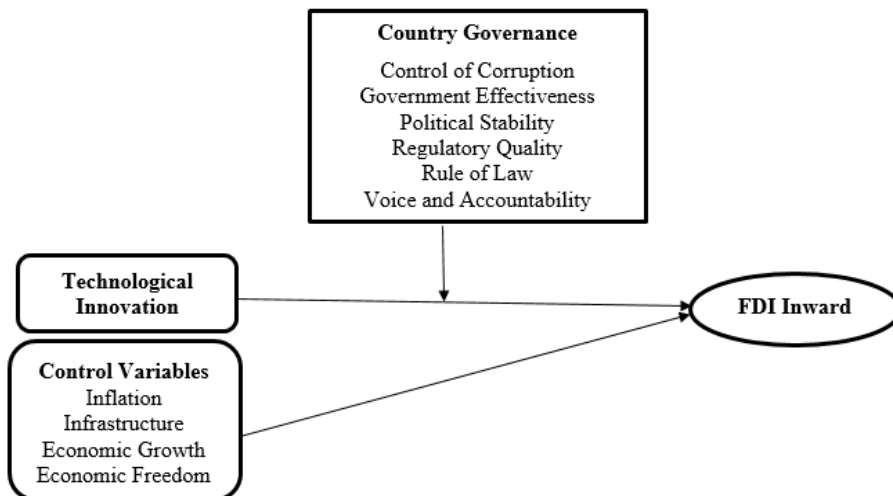 Country Governance
Control of Corruption
Government Effectiveness
Political Stability
Regulatory Quality
Rule of Law
Voice and Accountability
Technological
Innovation
FDI Inward
Control Variables
Inflation
Infrastructure
Economic Growth
Economic Freedom